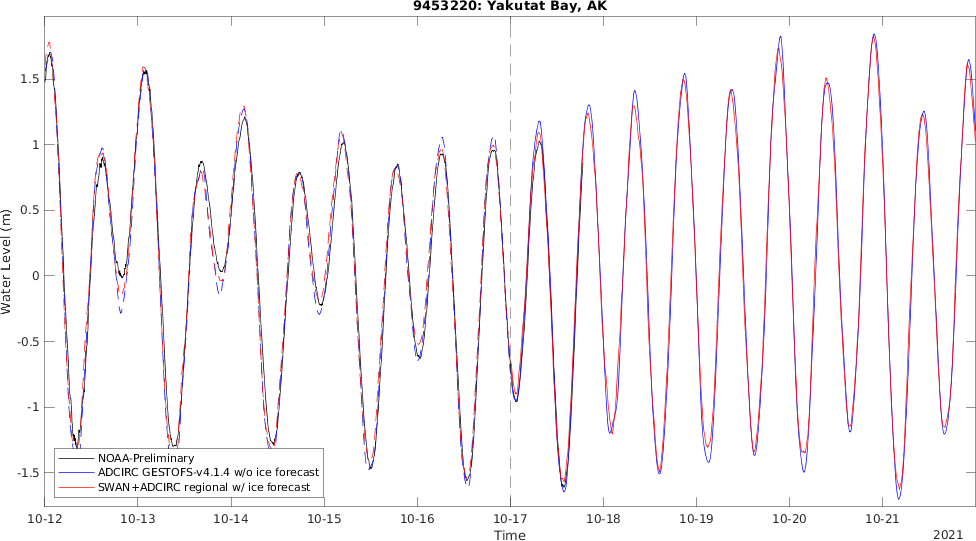 9453220: Yakutat Bay, AK
Water Level (m)
1.5
1
0.5
0
-0.5
-1
-1.5
NOAA-Preliminary
ADCIRC GESTOFS-v4.1.4 w/o ice forecast
SWAN+ADCIRC regional w/ ice forecast
10-12 10-13 10-14 10-15 10-16 10-17 10-18 10-19 10-20 10-21
Time
2021